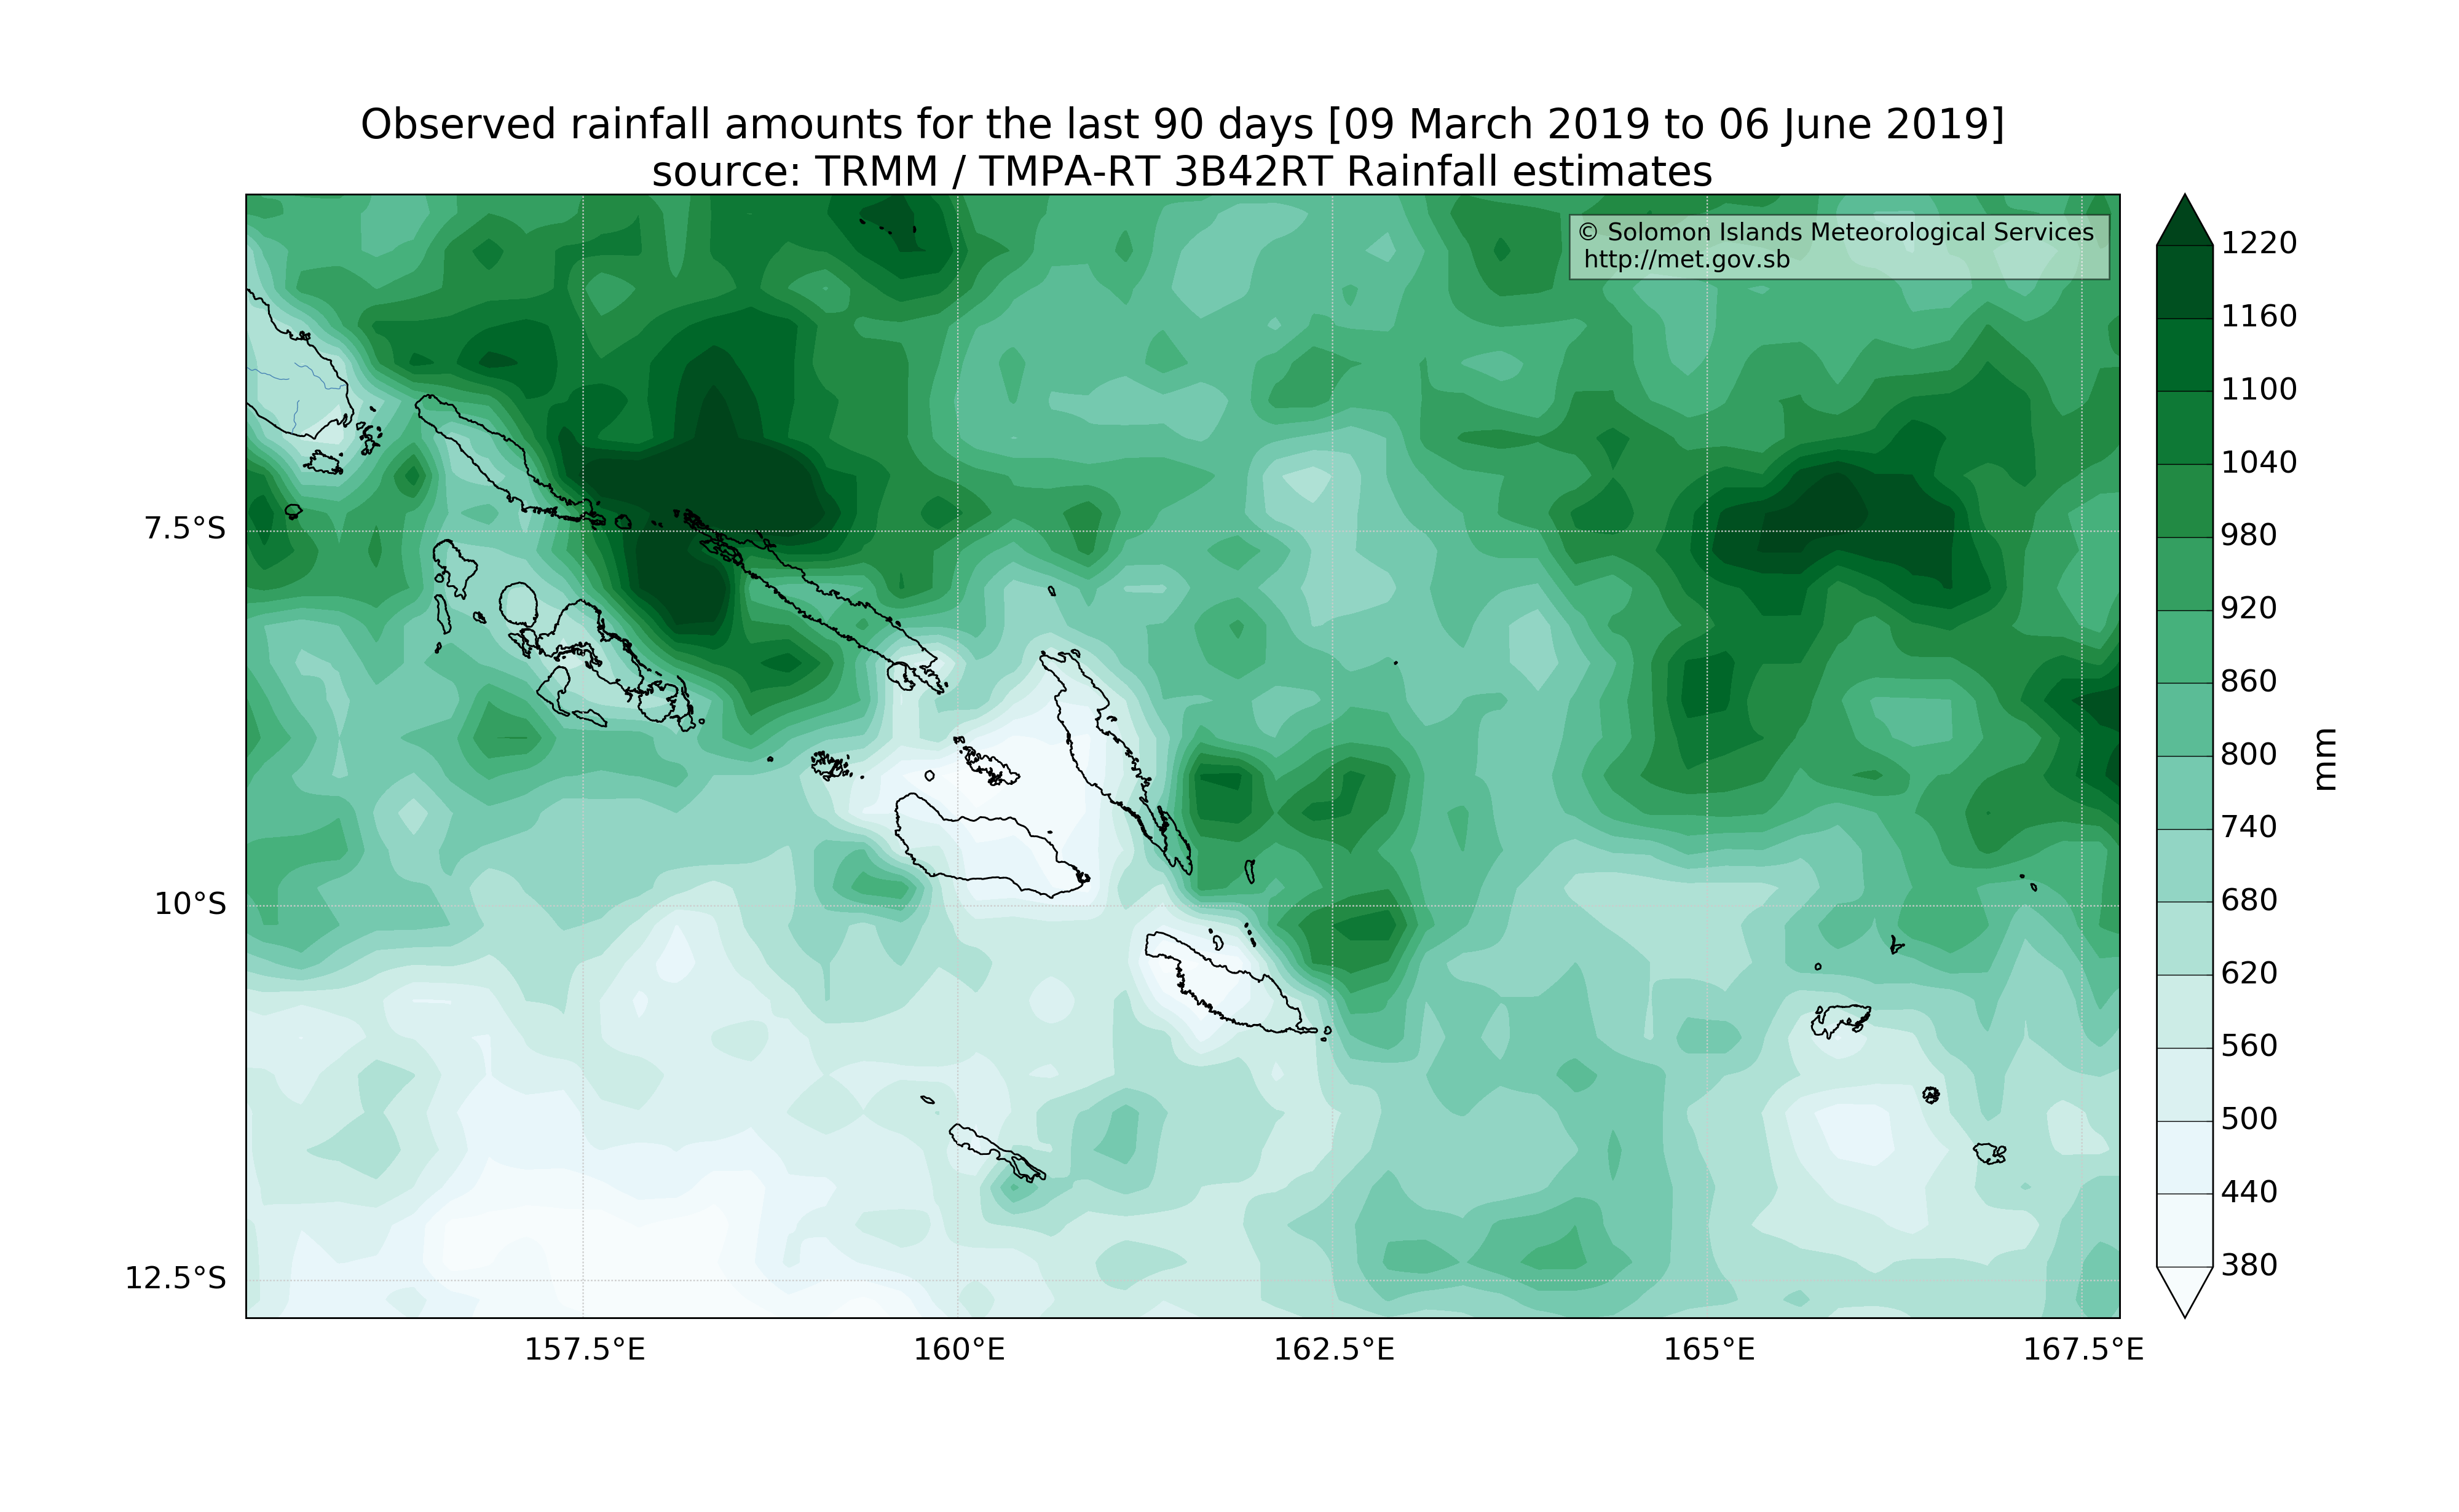 Observed rainfall amounts for the last 90 days [09 March 2019 to 06 June 2019]
source: TRMM / TMPA-RT 3B42RT Rainfall estimates
© Solomon Islands Meteorological Services
http://met.gov.sb
7.5°S
10°S
12.5°S
157.5°E
160°E
162.5°E
165°E
167.5°E
1220
1160
1100
1040
980
920
860
800
740
680
620
560
500
440
380
mm